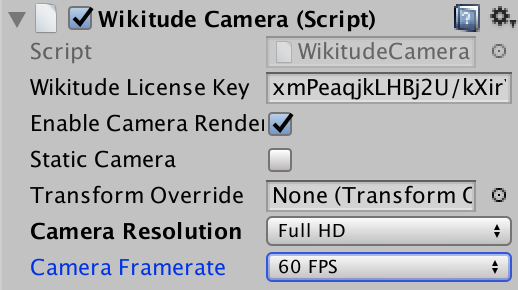 Wikitude Camera (Script)
Script WikitudeCamera
Wikitude License Key xmPeaqjkLHBj2U/kXir
Enable Camera Render
Static Camera
Transform Override None (Transform O
Camera Resolution Full HD
Camera Framerate 60 FPS